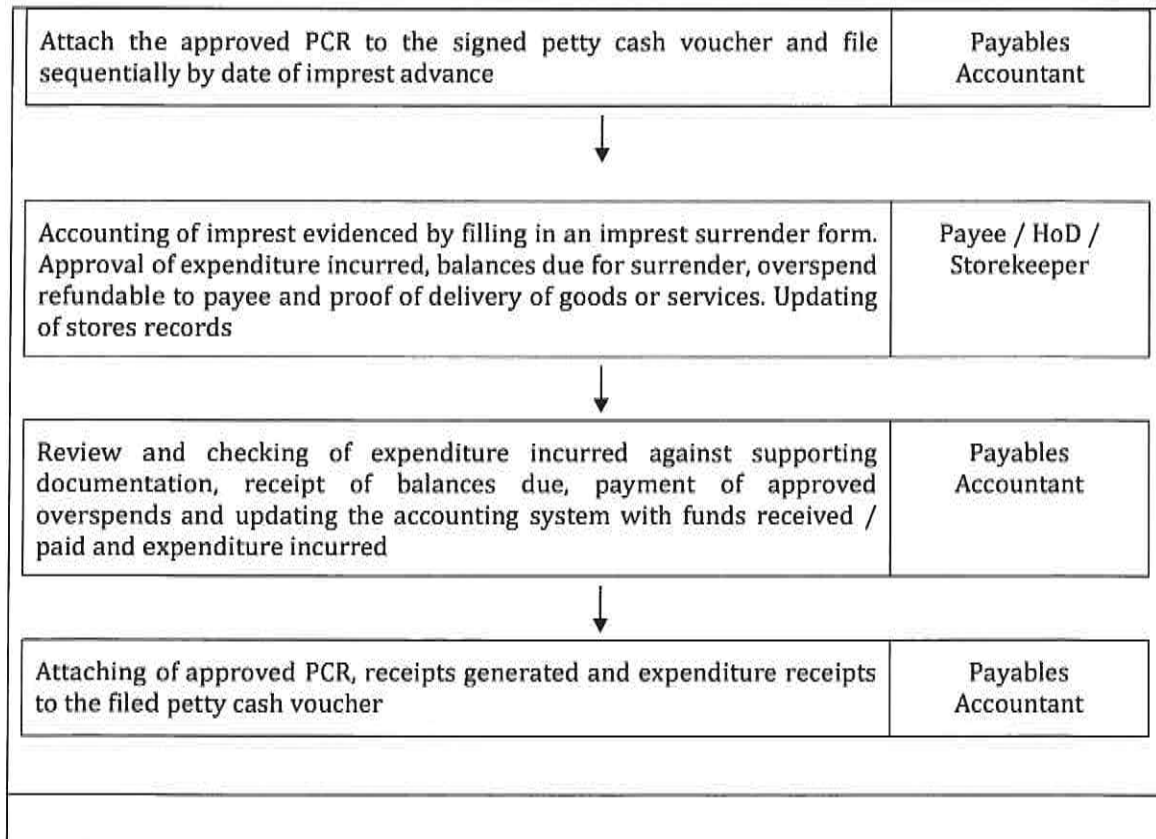 Attach the approved PCR to the signed petty cash voucher and file
sequentially by date of imprest advance
Payables
Accountant
Accounting of imprest evidenced by filling in an imprest surrender form.
Approval of expenditure incurred, balances due for surrender, overspend
refundable to payee and proof of delivery of goods or services. Updating
of stores records
Payee / HoD /
Storekeeper
Review and checking of expenditure incurred against supporting
documentation, receipt of balances due, payment of approved
overspends and updating the accounting system with funds received /
paid and expenditure incurred
Payables
Accountant
Attaching of approved PCR, receipts generated and expenditure receipts
to the filed petty cash voucher
Payables
Accountant